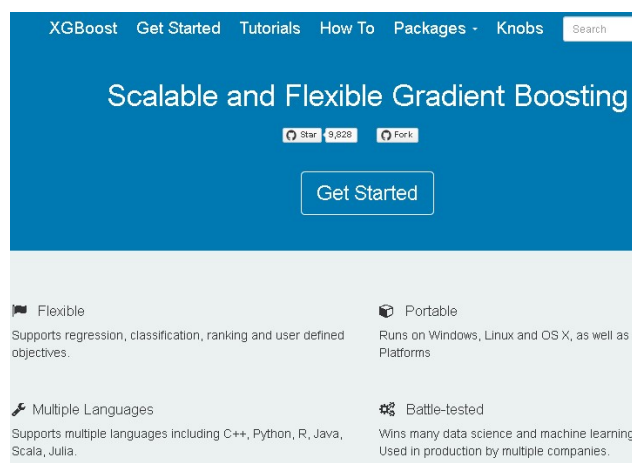 XGBoost Get Started Tutorials How To Packages Knobs Search
Scalable and Flexible Gradient Boosting
Star 9,828 Fork
Get Started
Flexible
Supports regression, classification, ranking and user defined
objectives.
Portable
Runs on Windows, Linux and OS X, as well as
Platforms
Multiple Languages
Supports multiple languages including C++, Python, R, Java,
Scala, Julia.
Battle-tested
Wins many data science and machine learning
Used in production by multiple companies.